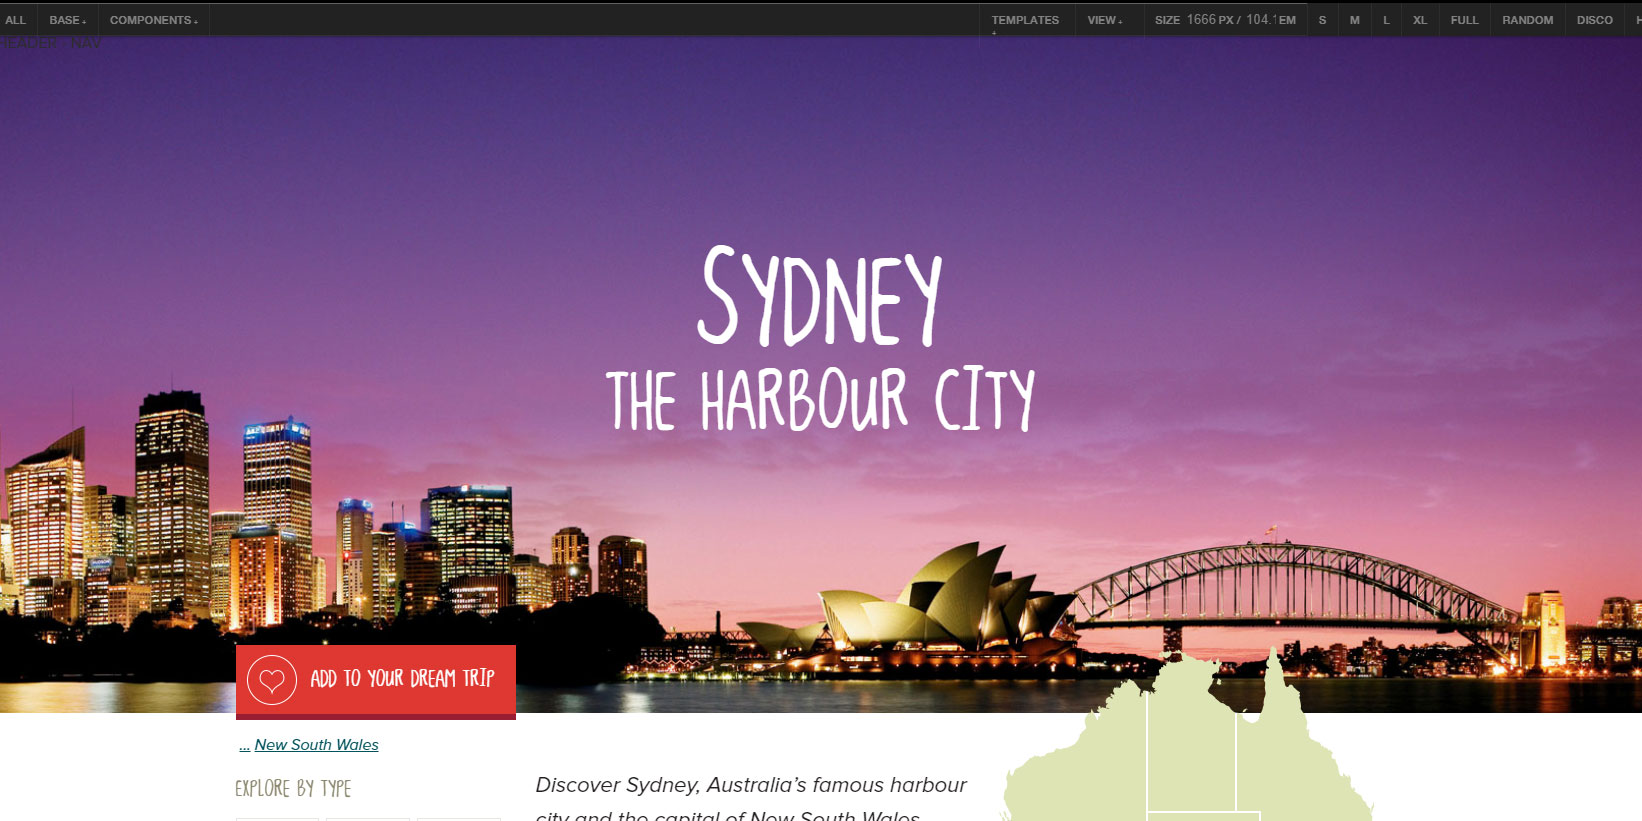 ALL BASE COMPONENTS TEMPLATES VIEW SIZE 1666 PX / 104.1 EM S M L XL FULL RANDOM DISCO
HEADER NAV
SYDNEY
THE HARBOUR CITY
ADD TO YOUR DREAM TRIP
... New South Wales
EXPLORE BY TYPE
Discover Sydney, Australia's famous harbour
city and the capital of New South Wales